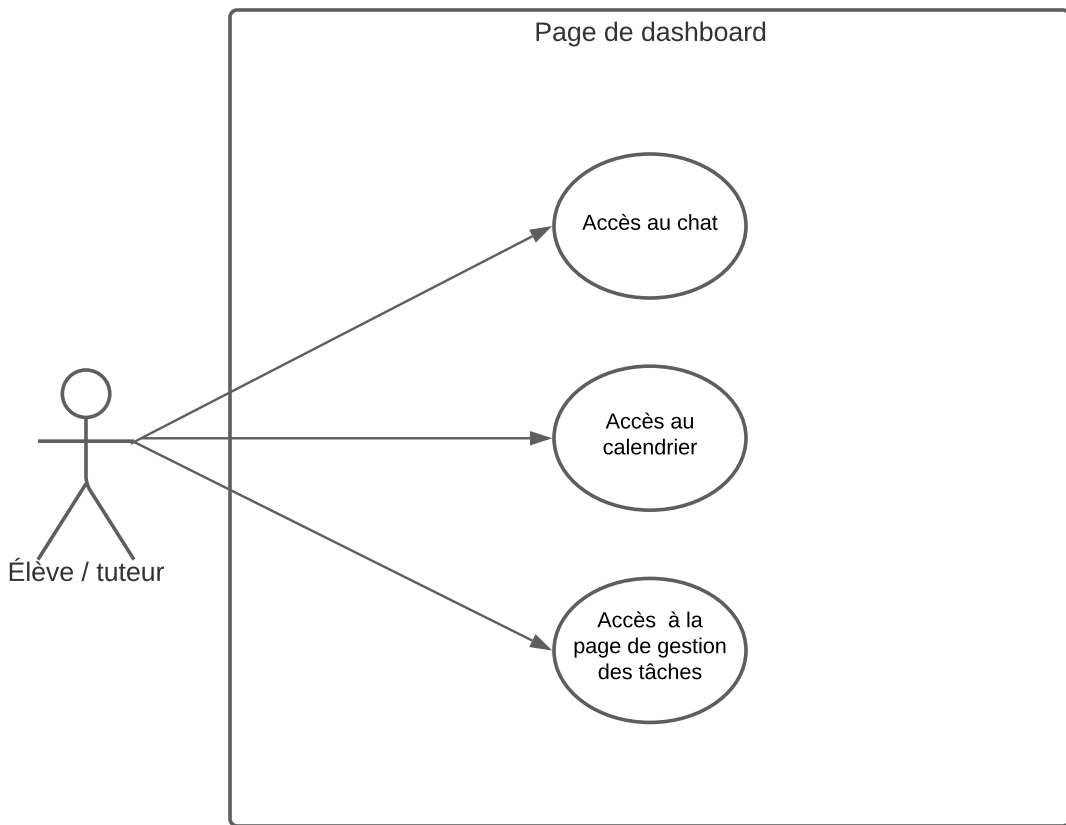 Page de dashboard
Accès au chat
Accès au
calendrier
Élève / tuteur
Accès  à la
page de gestion
des tâches